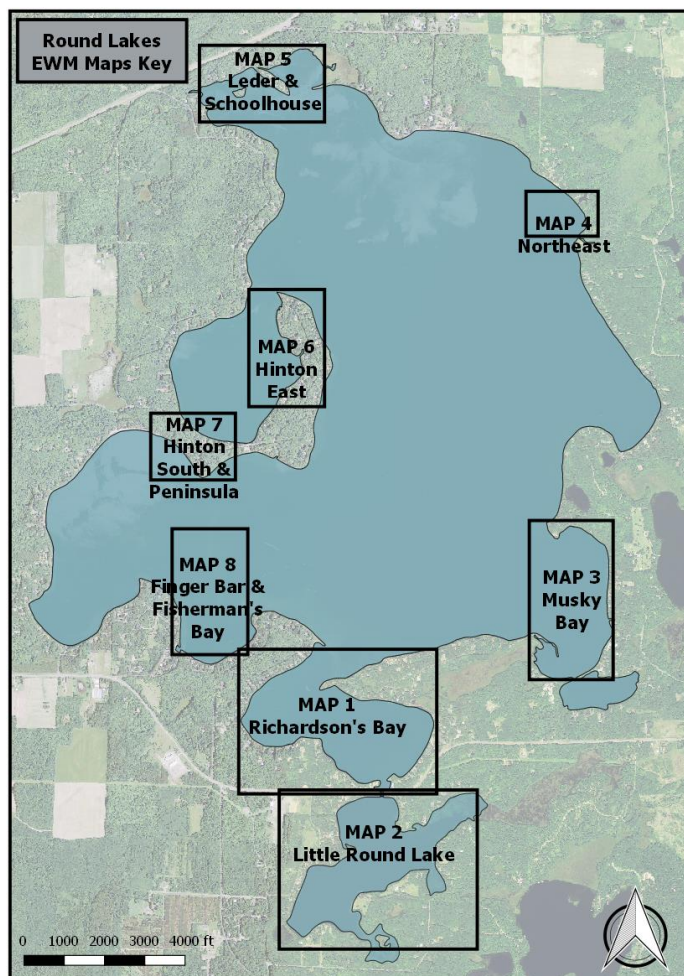 Round Lakes
EWM Maps Key
MAP 5
Leder &
Schoolhouse
MAP 4
Northeast
MAP 6
Hinton
East
MAP 7
Hinton
South &
Peninsula
MAP 8
Finger Bar &
Fisherman's
Bay
MAP 3
Musky
Bay
MAP 1
Richardson's Bay
MAP 2
Little Round Lake
0 1000 2000 3000 4000 ft